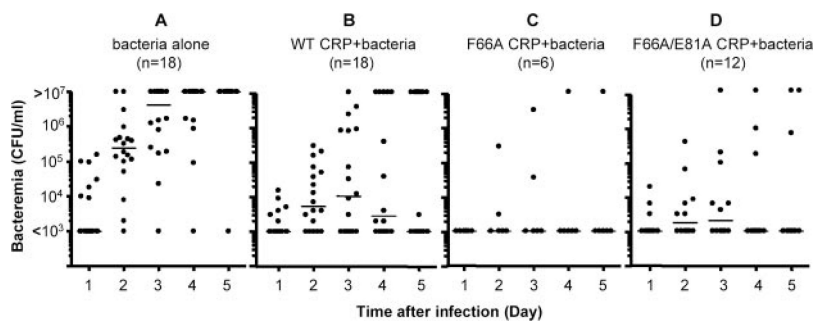 A
bacteria alone
(n=18)
B
WT CRP+bacteria
(n=18)
C
F66A CRP+bacteria
(n=6)
D
F66A/E81A CRP+bacteria
(n=12)
Bacteremia (CFU/ml)
>10⁷
10⁶
10⁵
10⁴
<10³
1 2 3 4 5
1 2 3 4 5
1 2 3 4 5
1 2 3 4 5
Time after infection (Day)